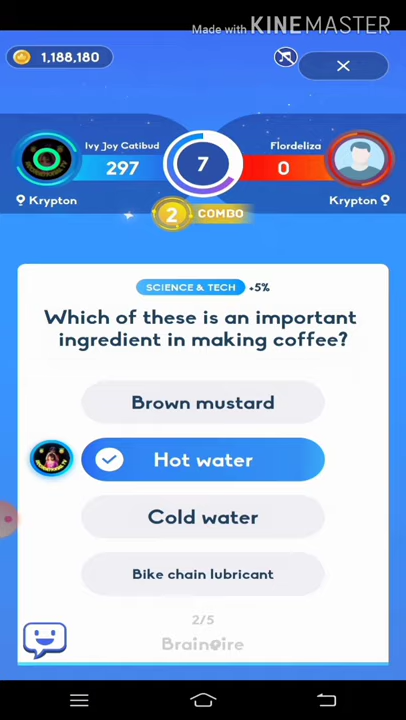 Made with KINEMASTER
1,188,180
Ivy Joy Catibud
297
Krypton
7
2 COMBO
Flordeliza
0
Krypton
SCIENCE & TECH +5%
Which of these is an important
ingredient in making coffee?
Brown mustard
Hot water
Cold water
Bike chain lubricant
2/5